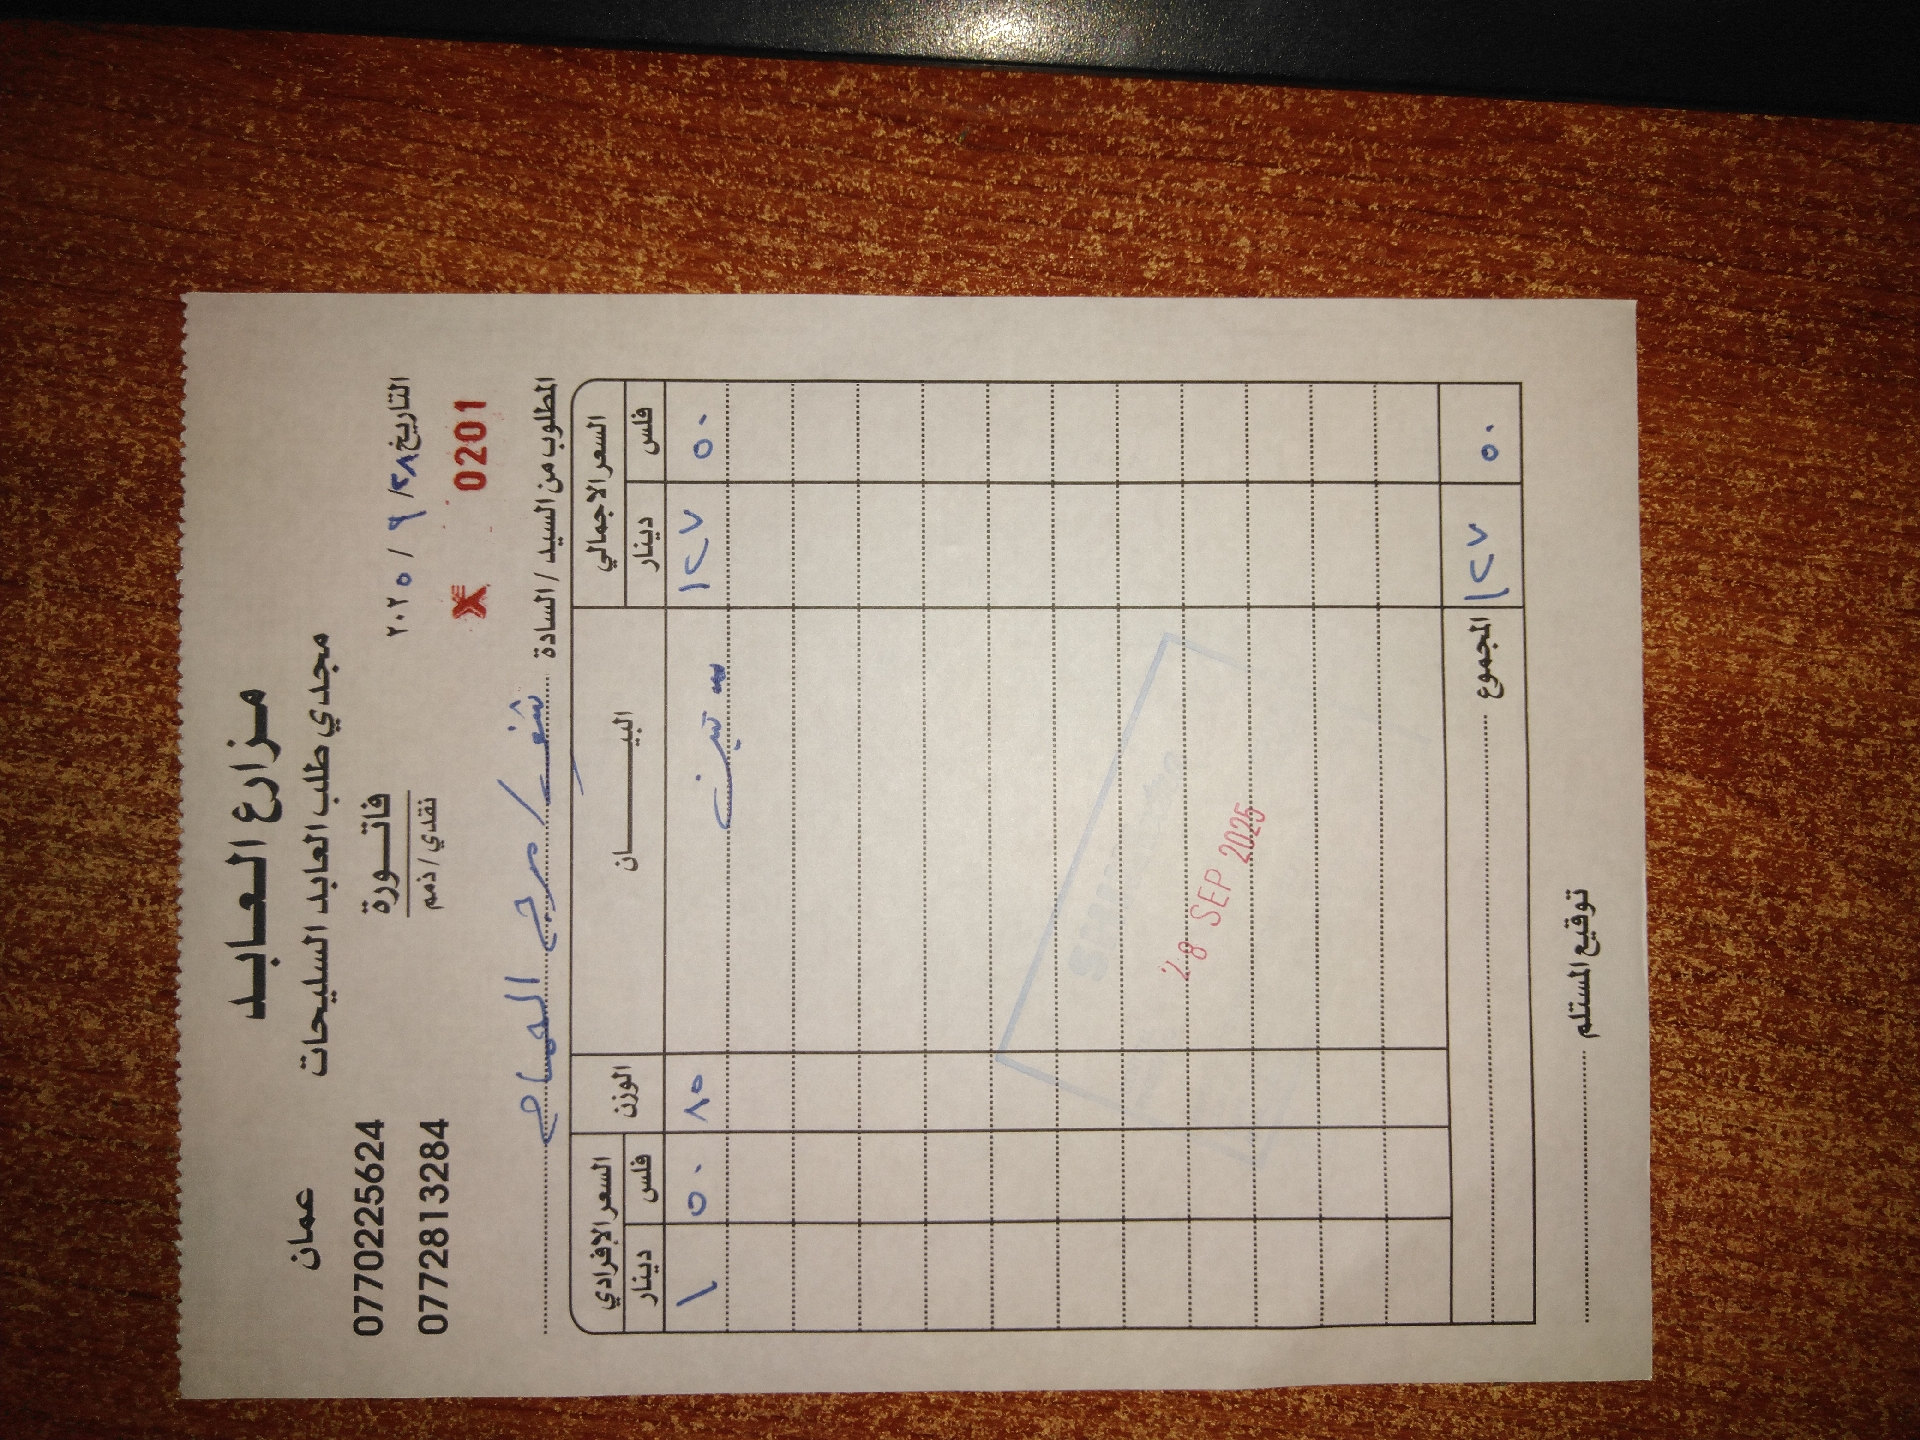 مزارع العابد
مجدي طلب العابد السليحات
عمان
فاتورة
نقدي / ذمم
0770225624
0772813284
التاريخ ٢٨ / ٩ / ٢٠٢٥
0201
المطلوب من السيد / السادة
السعر الاجمالي البيان الوزن السعر الإفرادي
دينار فلس دينار فلس
١٢٧ ٥٠ تين ٨٥ ١ ٥٠
28 SEP 2025
المجموع ١٢٧ ٥٠
توقيع المستلم